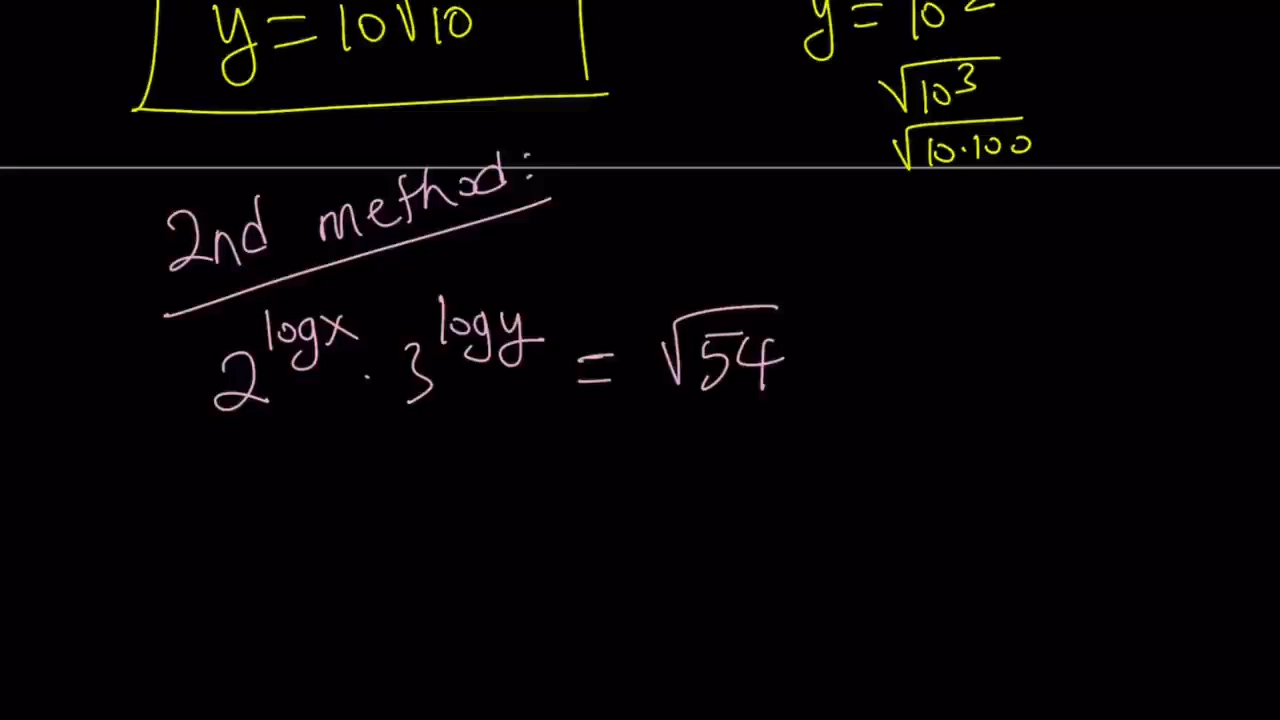 y = 10√10
y = 10
√10³
√10·100
2nd method:
2^logx · 3^logy = √54